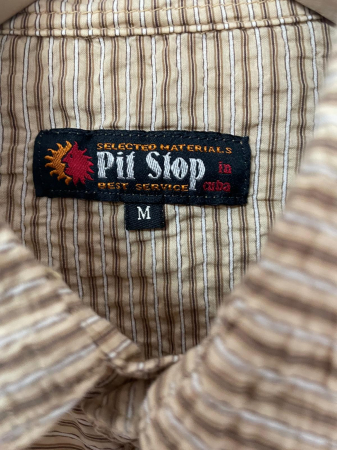 SELECTED MATERIALS
Pit Stop in cuba
BEST SERVICE
M